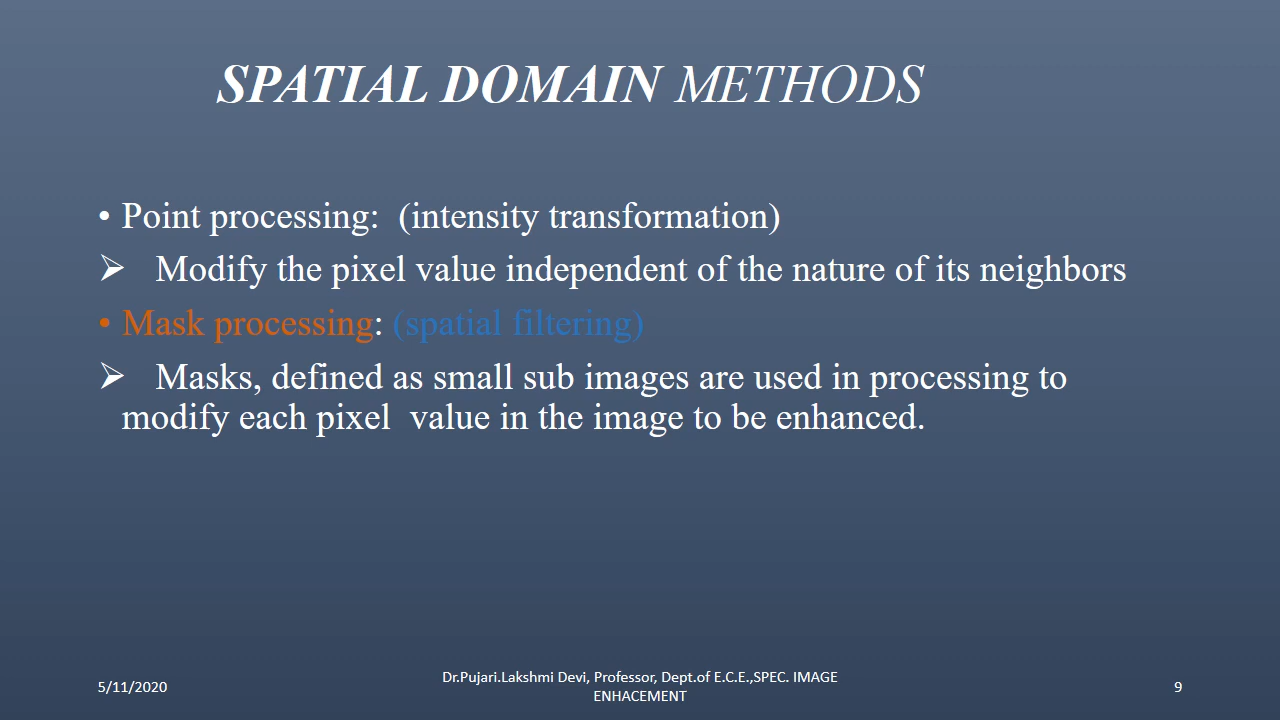 SPATIAL DOMAIN METHODS
• Point processing:  (intensity transformation)
➢ Modify the pixel value independent of the nature of its neighbors
• Mask processing: (spatial filtering)
➢ Masks, defined as small sub images are used in processing to
modify each pixel  value in the image to be enhanced.
5/11/2020
Dr.Pujari.Lakshmi Devi, Professor, Dept.of E.C.E.,SPEC. IMAGE
ENHACEMENT
9